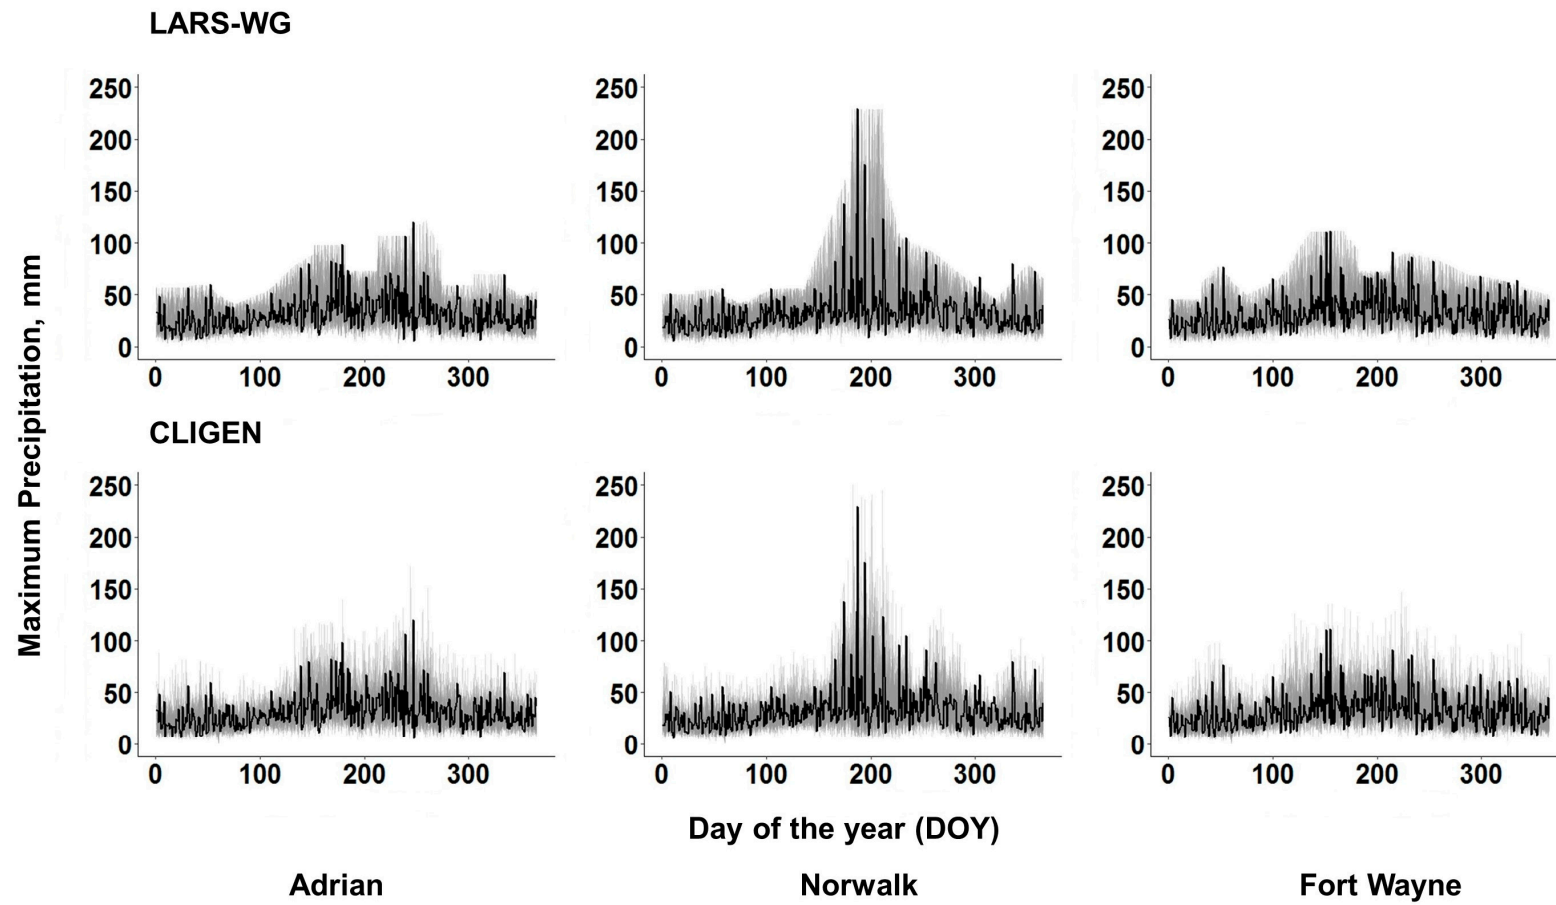 LARS-WG
250 250 250
200 200 200
150 150 150
100 100 100
50 50 50
0 0 0
0 100 200 300 0 100 200 300 0 100 200 300
Maximum Precipitation, mm
CLIGEN
250 250 250
200 200 200
150 150 150
100 100 100
50 50 50
0 0 0
0 100 200 300 0 100 200 300 0 100 200 300
Day of the year (DOY)
Adrian Norwalk Fort Wayne